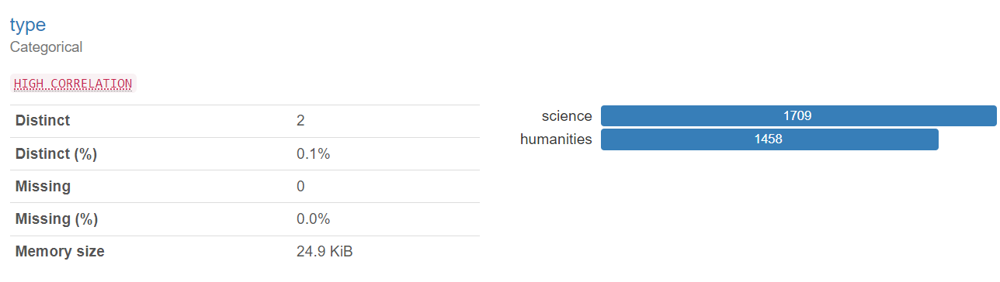 type
Categorical
HIGH CORRELATION
Distinct 2
Distinct (%) 0.1%
Missing 0
Missing (%) 0.0%
Memory size 24.9 KiB
science 1709
humanities 1458